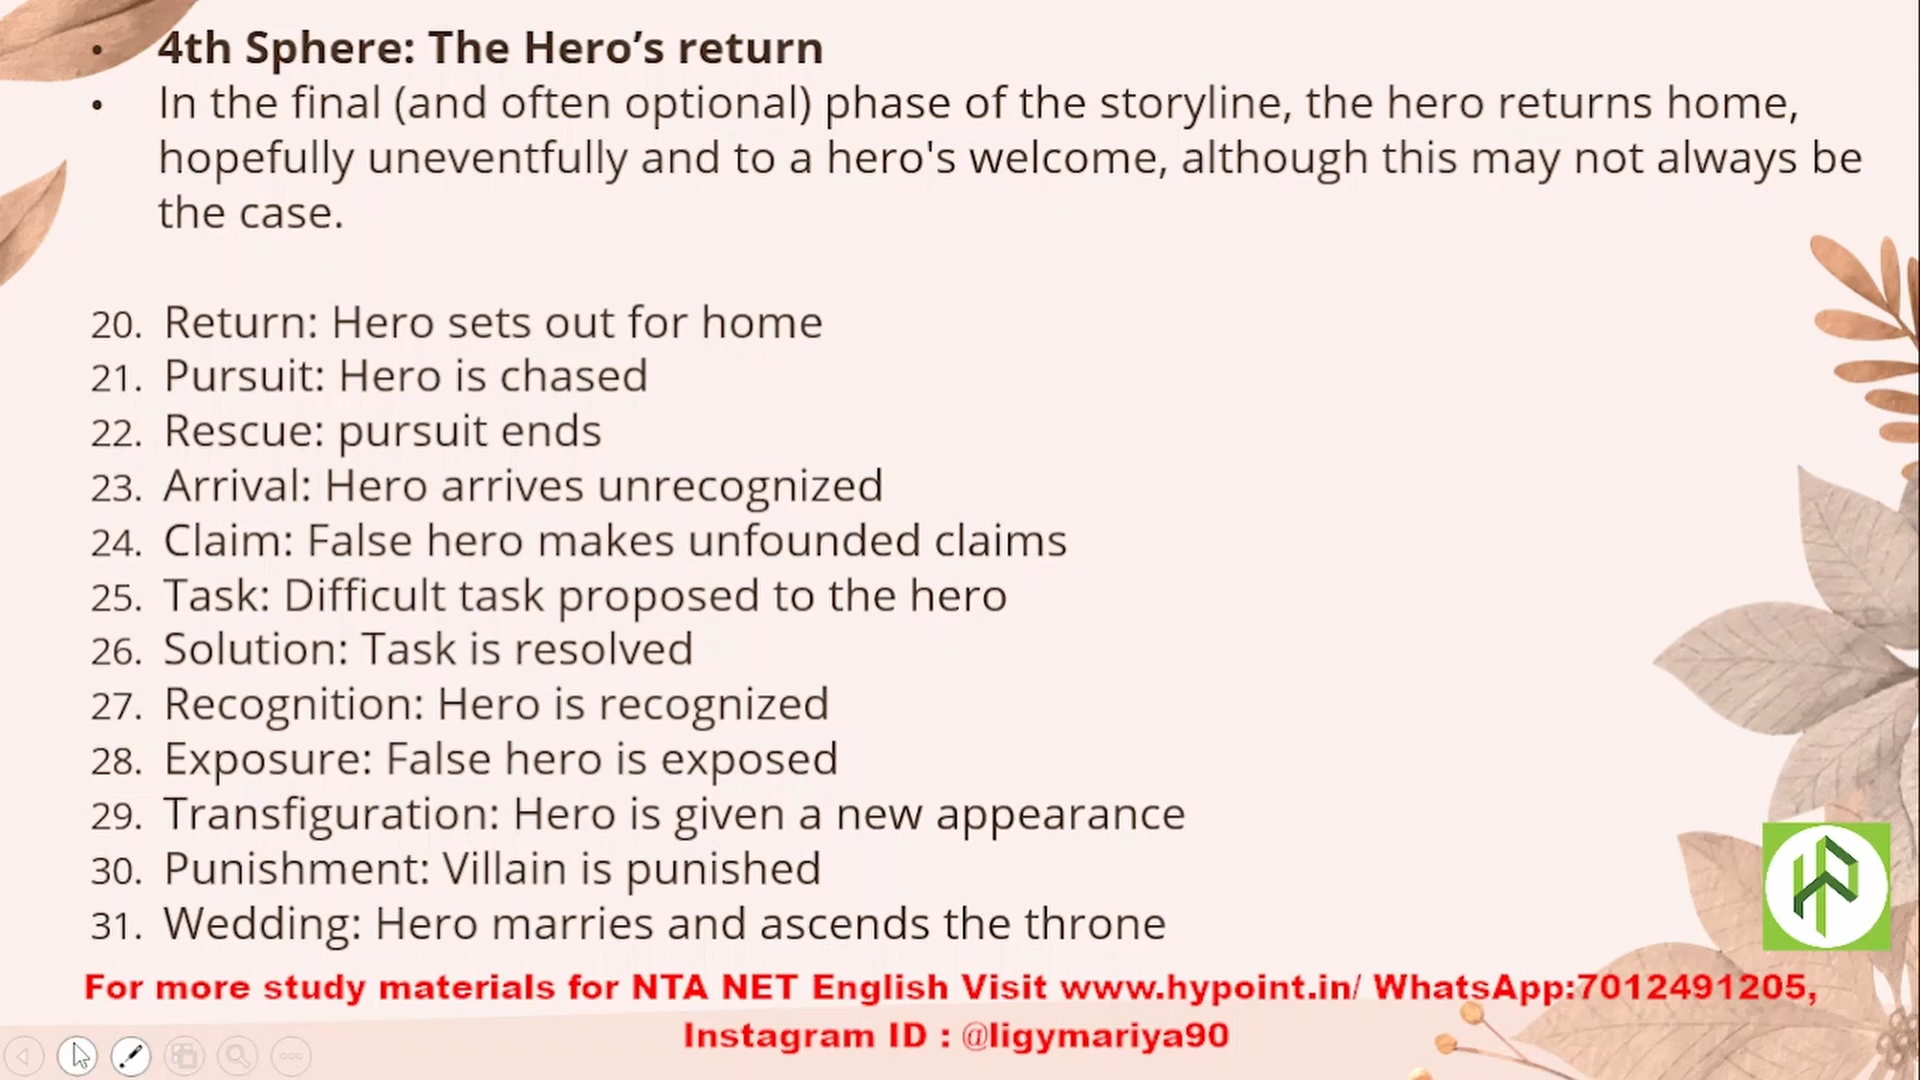 • 4th Sphere: The Hero’s return
• In the final (and often optional) phase of the storyline, the hero returns home,
hopefully uneventfully and to a hero's welcome, although this may not always be
the case.
20. Return: Hero sets out for home
21. Pursuit: Hero is chased
22. Rescue: pursuit ends
23. Arrival: Hero arrives unrecognized
24. Claim: False hero makes unfounded claims
25. Task: Difficult task proposed to the hero
26. Solution: Task is resolved
27. Recognition: Hero is recognized
28. Exposure: False hero is exposed
29. Transfiguration: Hero is given a new appearance
30. Punishment: Villain is punished
31. Wedding: Hero marries and ascends the throne
For more study materials for NTA NET English Visit www.hypoint.in/ WhatsApp:7012491205,
Instagram ID : @ligymariya90